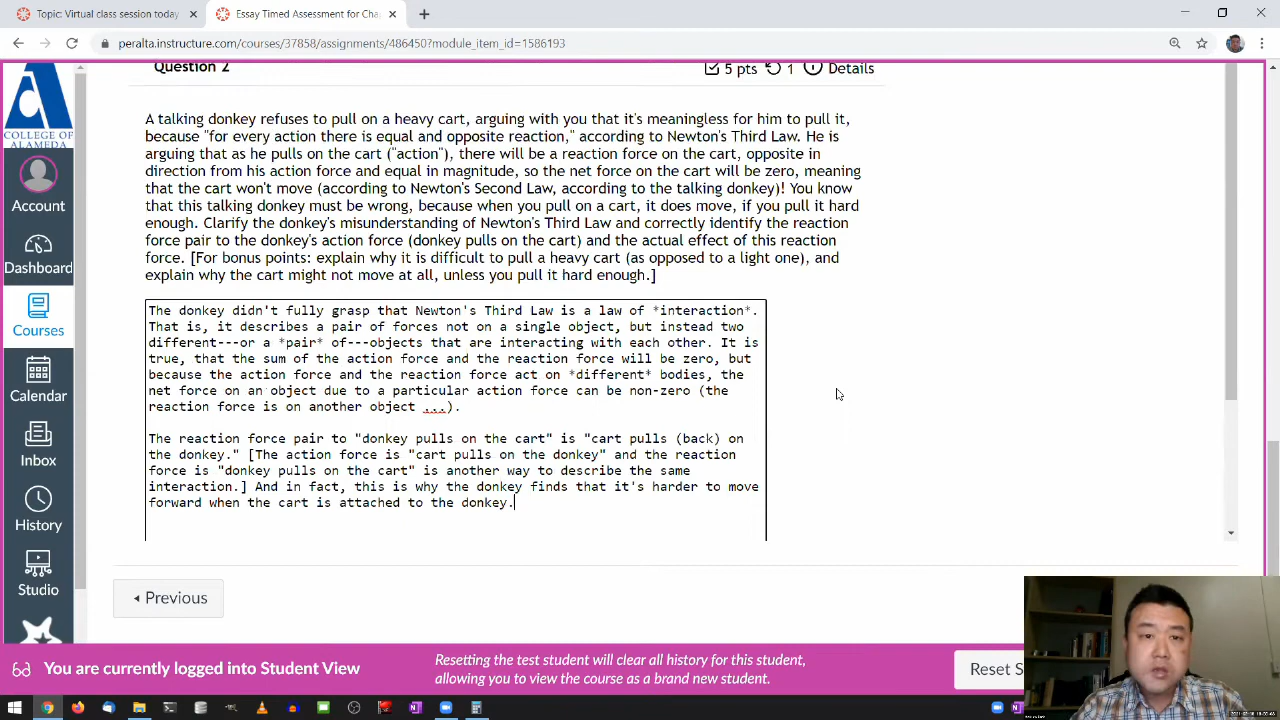 Topic: Virtual class session today
Essay Timed Assessment for Cha
peralta.instructure.com/courses/37858/assignments/486450?module_item_id=1586193
COLLEGE OF
ALAMEDA
Account
Dashboard
Courses
Calendar
Inbox
History
Studio
Question 2
5 pts
1
Details
A talking donkey refuses to pull on a heavy cart, arguing with you that it's meaningless for him to pull it,
because "for every action there is equal and opposite reaction," according to Newton's Third Law. He is
arguing that as he pulls on the cart ("action"), there will be a reaction force on the cart, opposite in
direction from his action force and equal in magnitude, so the net force on the cart will be zero, meaning
that the cart won't move (according to Newton's Second Law, according to the talking donkey)! You know
that this talking donkey must be wrong, because when you pull on a cart, it does move, if you pull it hard
enough. Clarify the donkey's misunderstanding of Newton's Third Law and correctly identify the reaction
force pair to the donkey's action force (donkey pulls on the cart) and the actual effect of this reaction
force. [For bonus points: explain why it is difficult to pull a heavy cart (as opposed to a light one), and
explain why the cart might not move at all, unless you pull it hard enough.]
The donkey didn't fully grasp that Newton's Third Law is a law of *interaction*.
That is, it describes a pair of forces not on a single object, but instead two
different---or a *pair* of---objects that are interacting with each other. It is
true, that the sum of the action force and the reaction force will be zero, but
because the action force and the reaction force act on *different* bodies, the
net force on an object due to a particular action force can be non-zero (the
reaction force is on another object ...).
The reaction force pair to "donkey pulls on the cart" is "cart pulls (back) on
the donkey." [The action force is "cart pulls on the donkey" and the reaction
force is "donkey pulls on the cart" is another way to describe the same
interaction.] And in fact, this is why the donkey finds that it's harder to move
forward when the cart is attached to the donkey.
Previous
You are currently logged into Student View
Resetting the test student will clear all history for this student,
allowing you to view the course as a brand new student.
Reset S